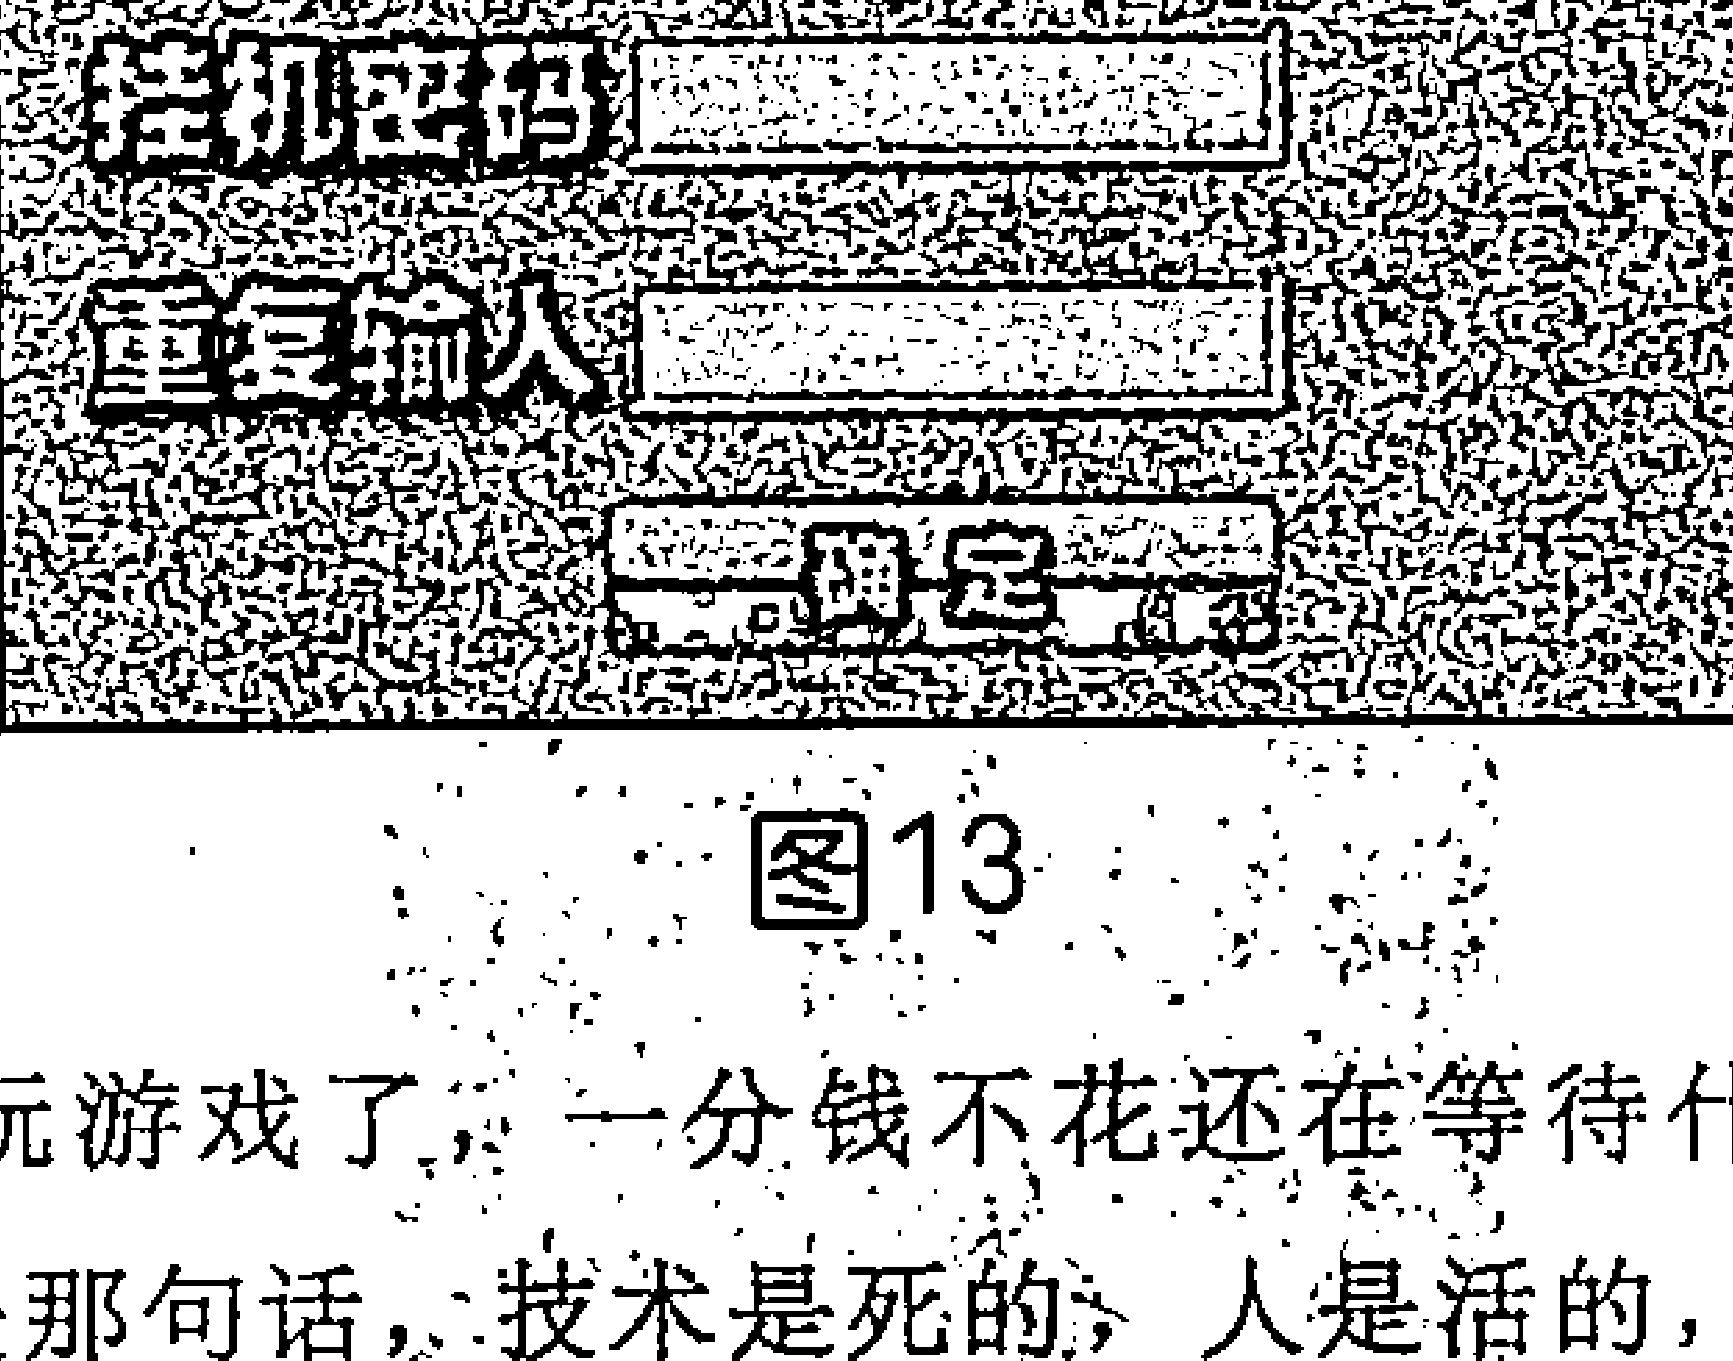 挂机密码
重复输入
确定
图13
玩游戏了，一分钱不花还在等待什
那句话，技术是死的，人是活的，